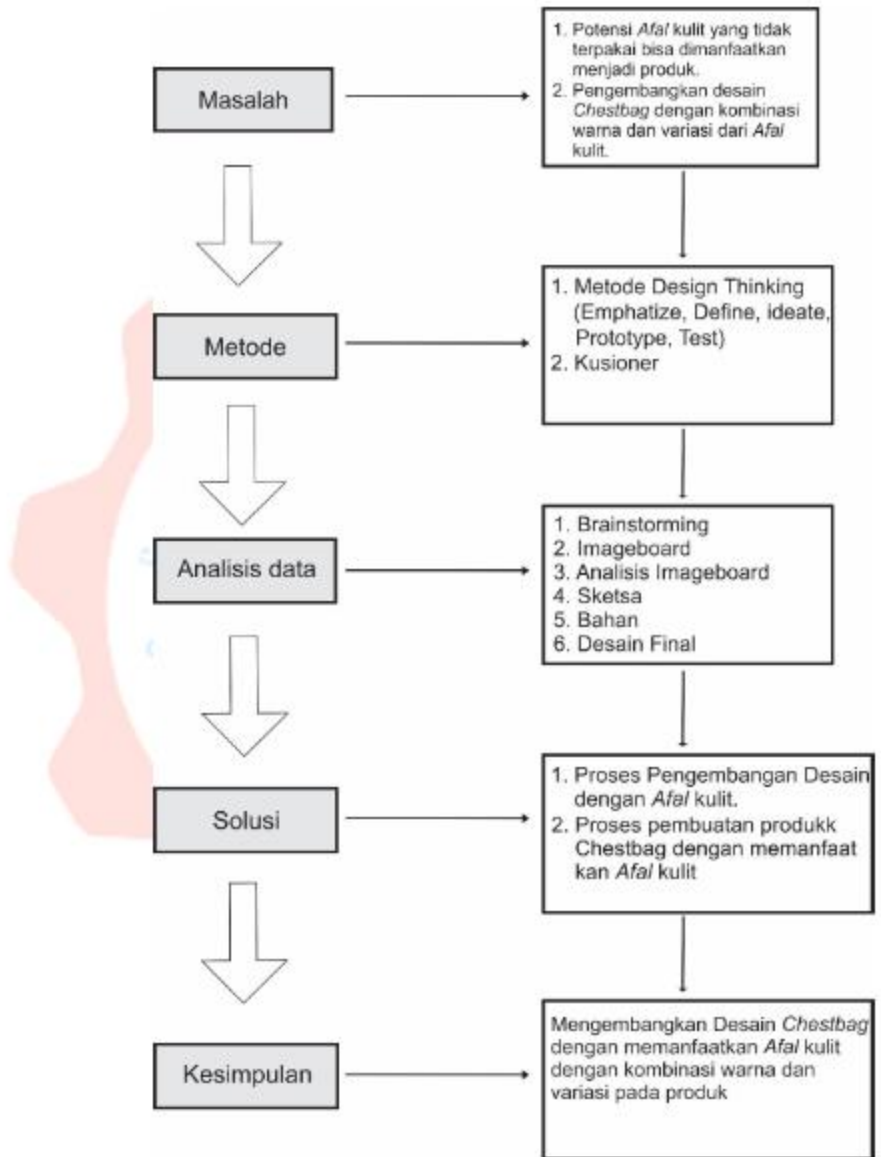 Masalah
1. Potensi Afal kulit yang tidak
terpakai bisa dimanfaatkan
menjadi produk.
2. Pengembangkan desain
Chestbag dengan kombinasi
warna dan variasi dari Afal
kulit.
Metode
1. Metode Design Thinking
(Emphatize, Define, ideate,
Prototype, Test)
2. Kusioner
Analisis data
1. Brainstorming
2. Imageboard
3. Analisis Imageboard
4. Sketsa
5. Bahan
6. Desain Final
Solusi
1. Proses Pengembangan Desain
dengan Afal kulit.
2. Proses pembuatan produkk
Chestbag dengan memanfaat
kan Afal kulit
Kesimpulan
Mengembangkan Desain Chestbag
dengan memanfaatkan Afal kulit
dengan kombinasi warna dan
variasi pada produk